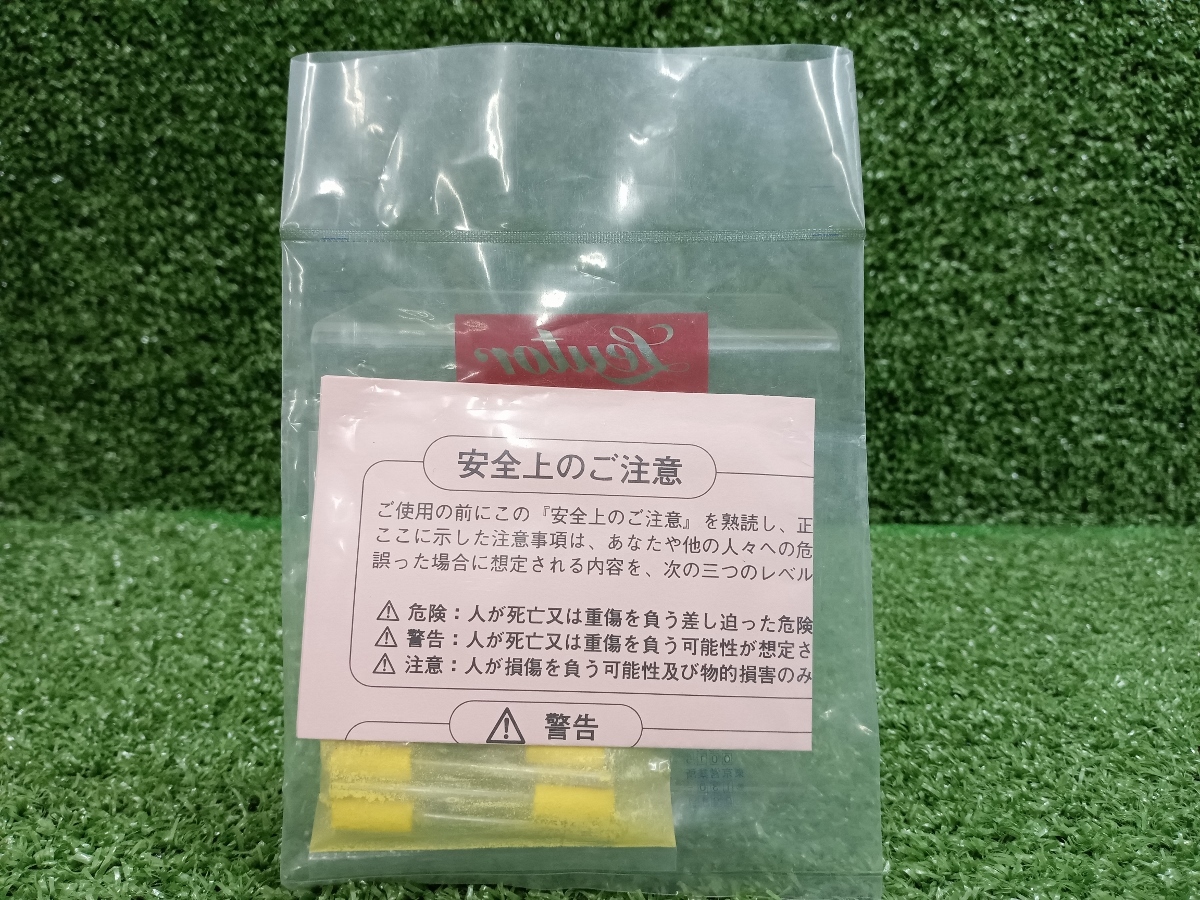 Leutor
安全上のご注意
ご使用の前にこの『安全上のご注意』を熟読し、正
ここに示した注意事項は、あなたや他の人々への危
誤った場合に想定される内容を、次の三つのレベル
⚠ 危険：人が死亡又は重傷を負う差し迫った危険
⚠ 警告：人が死亡又は重傷を負う可能性が想定さ
⚠ 注意：人が損傷を負う可能性及び物的損害のみ
⚠ 警告